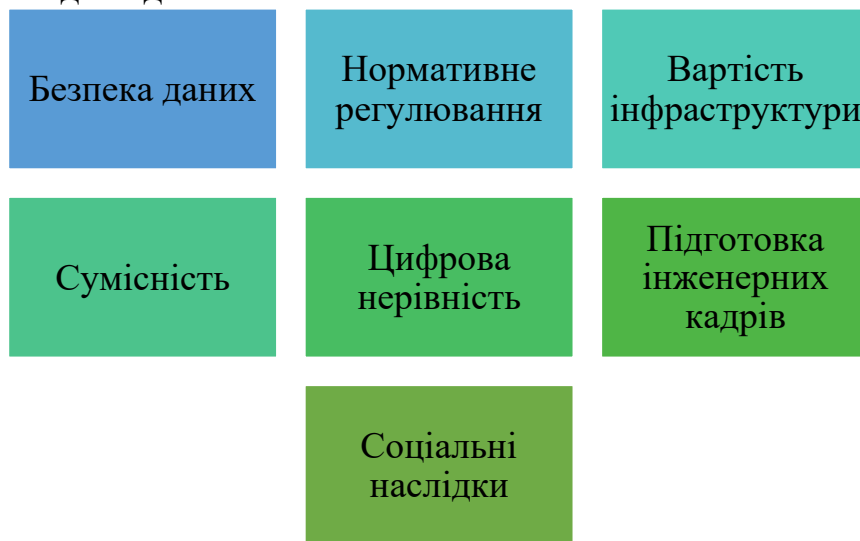 Безпека даних
Нормативне
регулювання
Вартість
інфраструктури
Сумісність
Цифрова
нерівність
Підготовка
інженерних
кадрів
Соціальні
наслідки